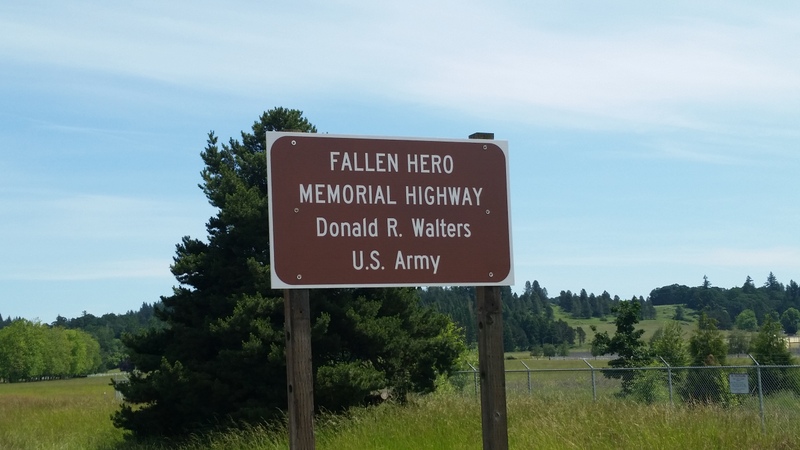 FALLEN HERO
MEMORIAL HIGHWAY
Donald R. Walters
U.S. Army